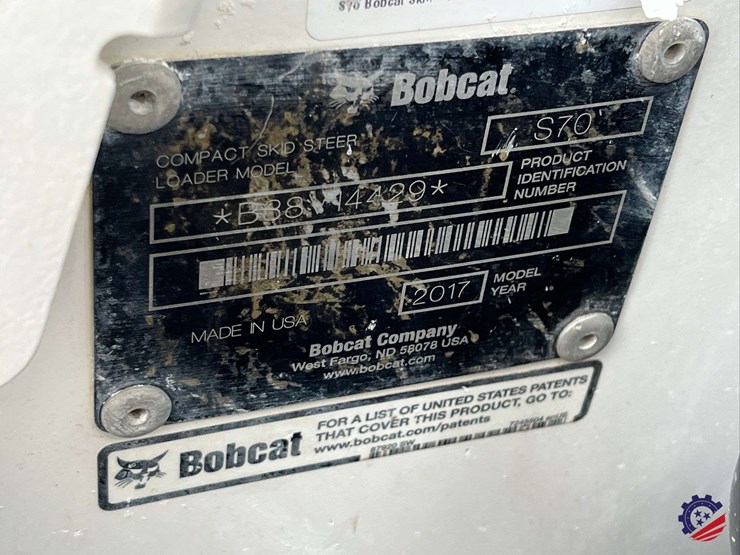 S70 Bobcat
Bobcat
COMPACT SKID STEER
LOADER MODEL
S70
PRODUCT
IDENTIFICATION
NUMBER
2017
MODEL
YEAR
MADE IN USA
Bobcat Company
West Fargo, ND 58078 USA
www.bobcat.com
Bobcat
FOR A LIST OF UNITED STATES PATENTS
THAT COVER THIS PRODUCT, GO TO:
www.bobcat.com/patents